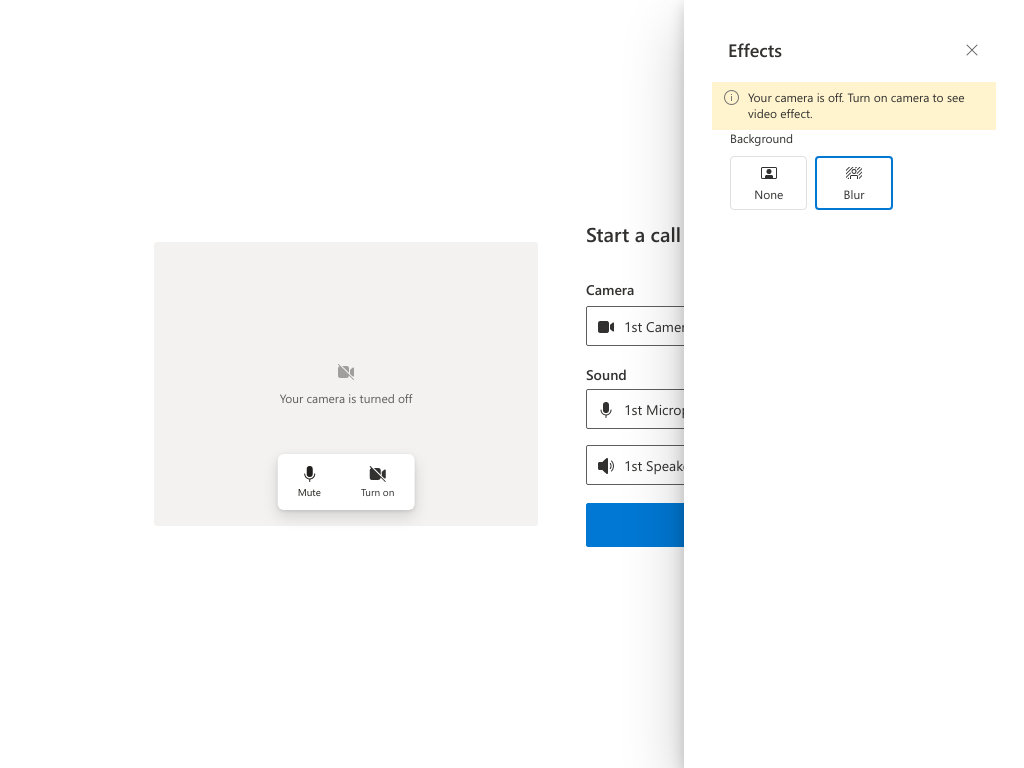 Effects
Your camera is off. Turn on camera to see
video effect.
Background
None
Blur
Start a call
Camera
1st Camer
Sound
1st Microp
1st Speak
Your camera is turned off
Mute
Turn on